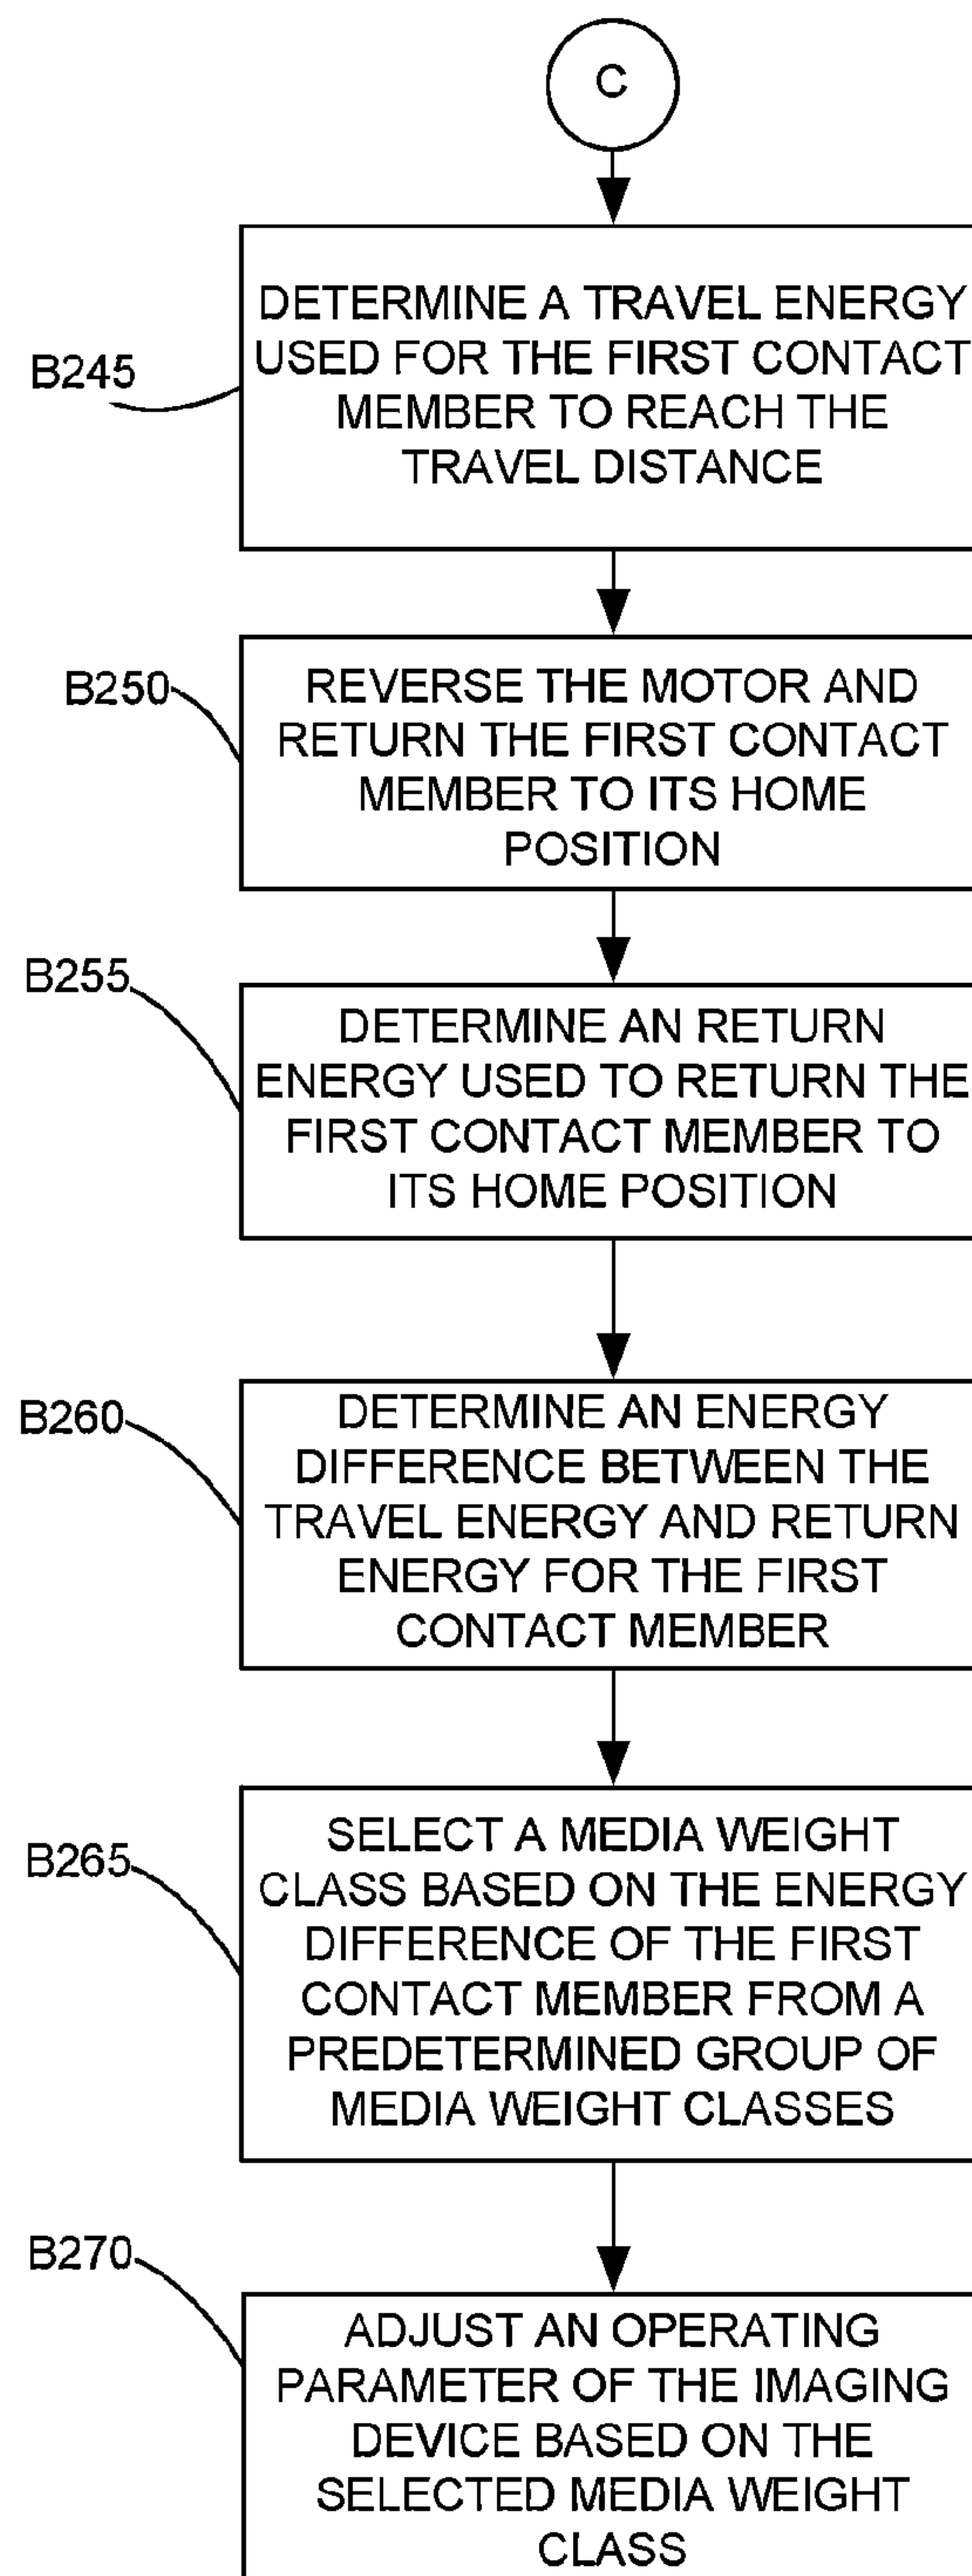 C
B245
DETERMINE A TRAVEL ENERGY
USED FOR THE FIRST CONTACT
MEMBER TO REACH THE
TRAVEL DISTANCE
B250
REVERSE THE MOTOR AND
RETURN THE FIRST CONTACT
MEMBER TO ITS HOME
POSITION
B255
DETERMINE AN RETURN
ENERGY USED TO RETURN THE
FIRST CONTACT MEMBER TO
ITS HOME POSITION
B260
DETERMINE AN ENERGY
DIFFERENCE BETWEEN THE
TRAVEL ENERGY AND RETURN
ENERGY FOR THE FIRST
CONTACT MEMBER
B265
SELECT A MEDIA WEIGHT
CLASS BASED ON THE ENERGY
DIFFERENCE OF THE FIRST
CONTACT MEMBER FROM A
PREDETERMINED GROUP OF
MEDIA WEIGHT CLASSES
B270
ADJUST AN OPERATING
PARAMETER OF THE IMAGING
DEVICE BASED ON THE
SELECTED MEDIA WEIGHT
CLASS